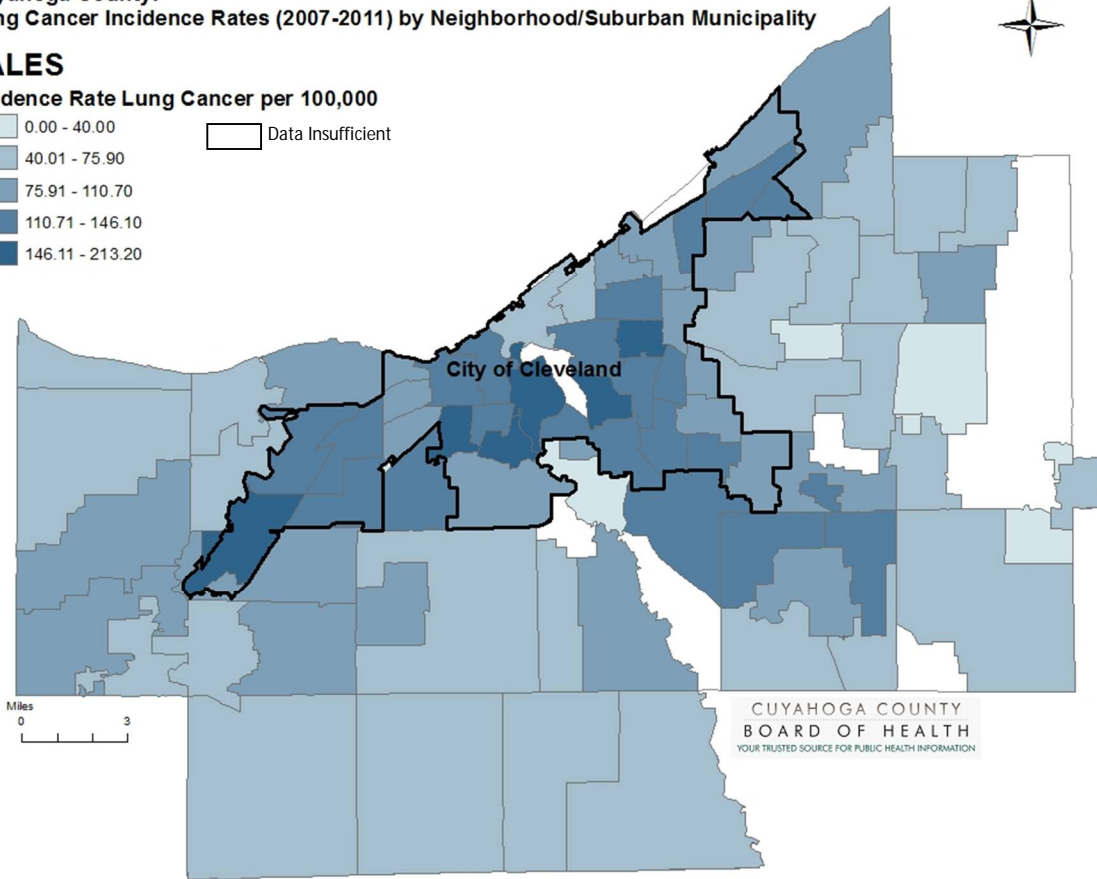 yahoga County:
ng Cancer Incidence Rates (2007-2011) by Neighborhood/Suburban Municipality
ALES
dence Rate Lung Cancer per 100,000
0.00 - 40.00
Data Insufficient
40.01 - 75.90
75.91 - 110.70
110.71 - 146.10
146.11 - 213.20
City of Cleveland
Miles
0 3
CUYAHOGA COUNTY
BOARD OF HEALTH
YOUR TRUSTED SOURCE FOR PUBLIC HEALTH INFORMATION